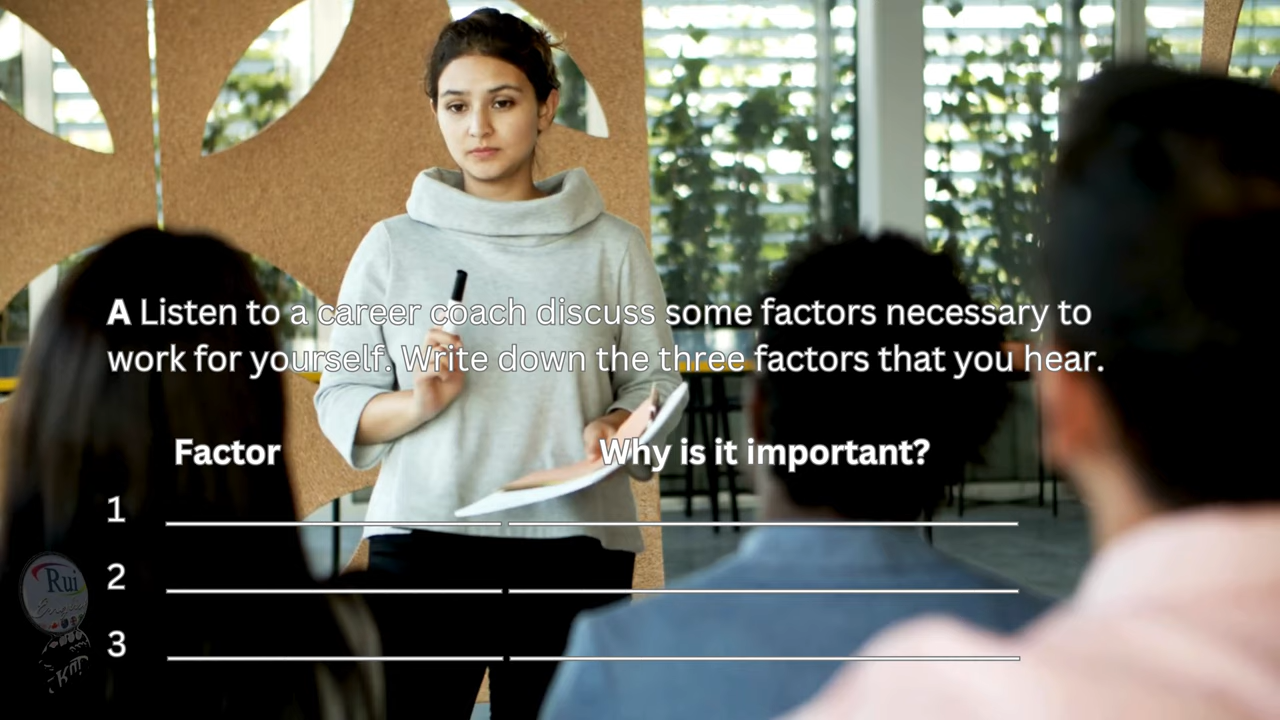 A Listen to a career coach discuss some factors necessary to
work for yourself. Write down the three factors that you hear.
Factor Why is it important?
1
2
3
Rui